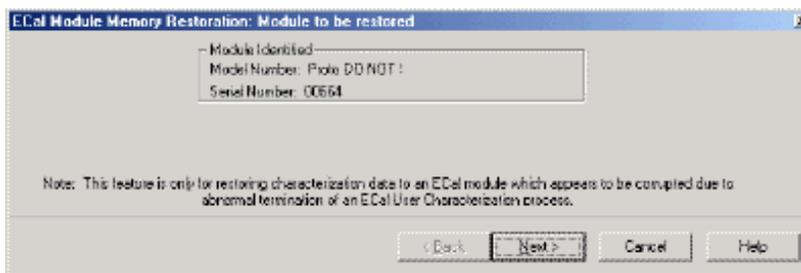 ECal Module Memory Restoration: Module to be restored
Module Identified
Model Number: Proto DO NOT !
Serial Number: 00664
Note: This feature is only for restoring characterization data to an ECal module which appears to be corrupted due to
abnormal termination of an ECal User Characterization process.
< Back Next > Cancel Help